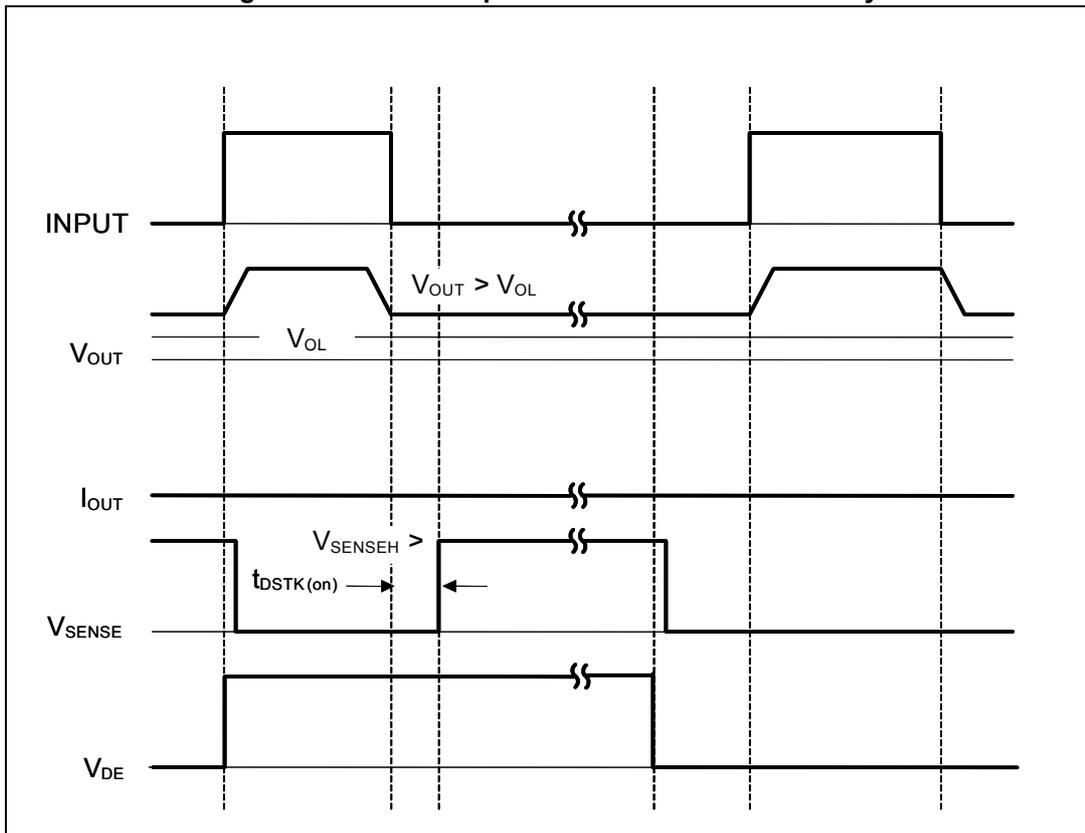 INPUT
VOUT > VOL
VOL
VOUT
IOUT
VSENSEH >
tDSTK(on)
VSENSE
VDE